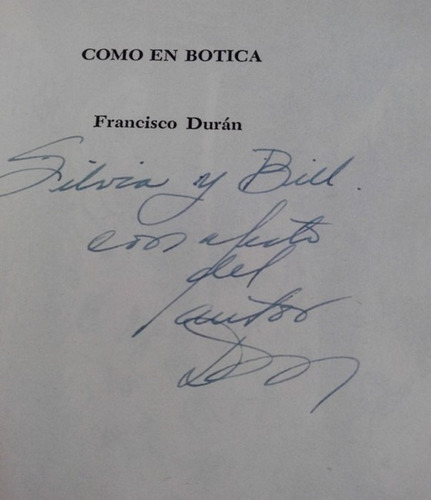 COMO EN BOTICA
Francisco Durán
Silvia y Bill.
con afecto
del
autor